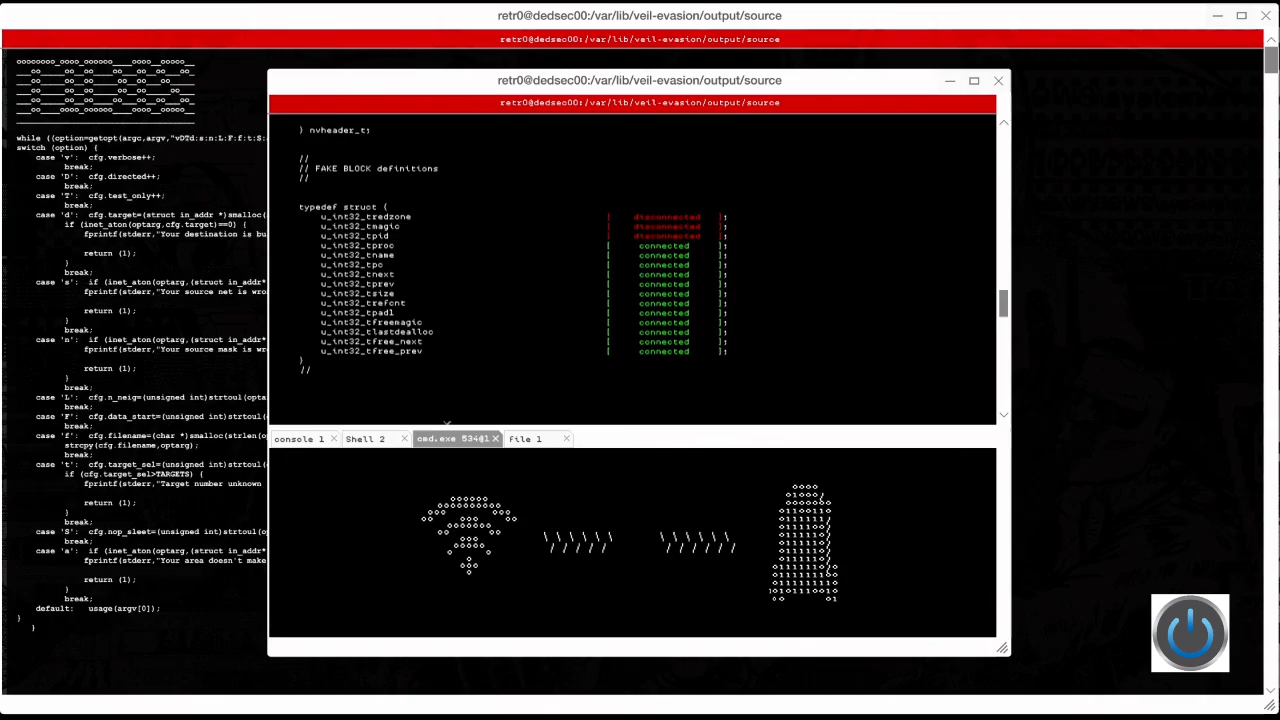 retr0@dedsec00:/var/lib/veil-evasion/output/source
retr0@dedsec00:/var/lib/veil-evasion/output/source
while ((option=getopt(argc,argv,"vDTd:s:n:L:F:f:t:S:
switch (option) {
case 'v': cfg.verbose++;
break;
case 'D': cfg.directed++;
break;
case 'T': cfg.test_only++;
break;
case 'd': cfg.target=(struct in_addr *)smalloc(
if (inet_aton(optarg,cfg.target)==0) {
fprintf(stderr,"Your destination is bu
return (1);
}
break;
case 's': if (inet_aton(optarg,(struct in_addr*
fprintf(stderr,"Your source net is wro
return (1);
}
break;
case 'n': if (inet_aton(optarg,(struct in_addr*
fprintf(stderr,"Your source mask is wr
return (1);
}
break;
case 'L': cfg.n_neig=(unsigned int)strtoul(opta
break;
case 'F': cfg.data_start=(unsigned int)strtoul(
break;
case 'f': cfg.filename=(char *)smalloc(strlen(o
strcpy(cfg.filename,optarg);
break;
case 't': cfg.target_sel=(unsigned int)strtoul(
if (cfg.target_sel>TARGETS) {
fprintf(stderr,"Target number unknown
return (1);
}
break;
case 'S': cfg.nop_sleet=(unsigned int)strtoul(o
break;
case 'a': if (inet_aton(optarg,(struct in_addr*
fprintf(stderr,"Your area doesn't make
return (1);
}
break;
default: usage(argv[0]);
}
}
retr0@dedsec00:/var/lib/veil-evasion/output/source
retr0@dedsec00:/var/lib/veil-evasion/output/source
) nvheader_t;
//
// FAKE BLOCK definitions
//
typedef struct (
u_int32_tredzone [ disconnected ];
u_int32_tmagic [ disconnected ];
u_int32_tpid [ disconnected ];
u_int32_tproc [ connected ];
u_int32_tname [ connected ];
u_int32_tpc [ connected ];
u_int32_tnext [ connected ];
u_int32_tprev [ connected ];
u_int32_tsize [ connected ];
u_int32_trefcnt [ connected ];
u_int32_tpadl [ connected ];
u_int32_tfreemagic [ connected ];
u_int32_tlastdealloc [ connected ];
u_int32_tfree_next [ connected ];
u_int32_tfree_prev [ connected ];
)
//
console 1 Shell 2 cmd.exe 534@1 File 1